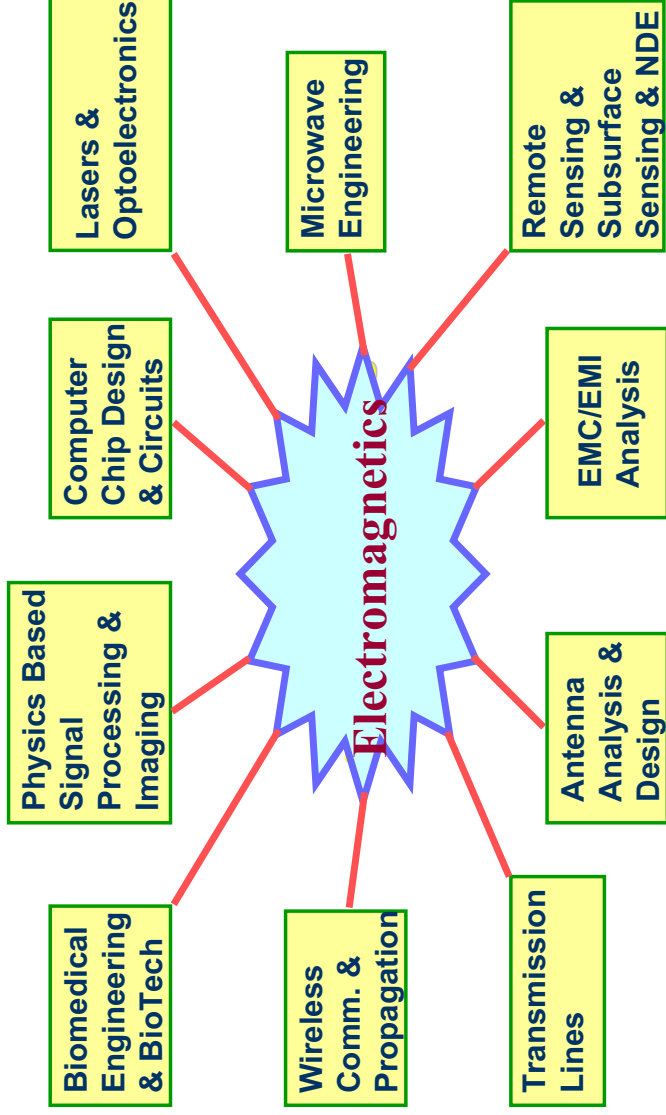 Biomedical
Engineering
& BioTech
Physics Based
Signal
Processing &
Imaging
Computer
Chip Design
& Circuits
Lasers &
Optoelectronics
Wireless
Comm. &
Propagation
Electromagnetics
Microwave
Engineering
Transmission
Lines
Antenna
Analysis &
Design
EMC/EMI
Analysis
Remote
Sensing &
Subsurface
Sensing & NDE